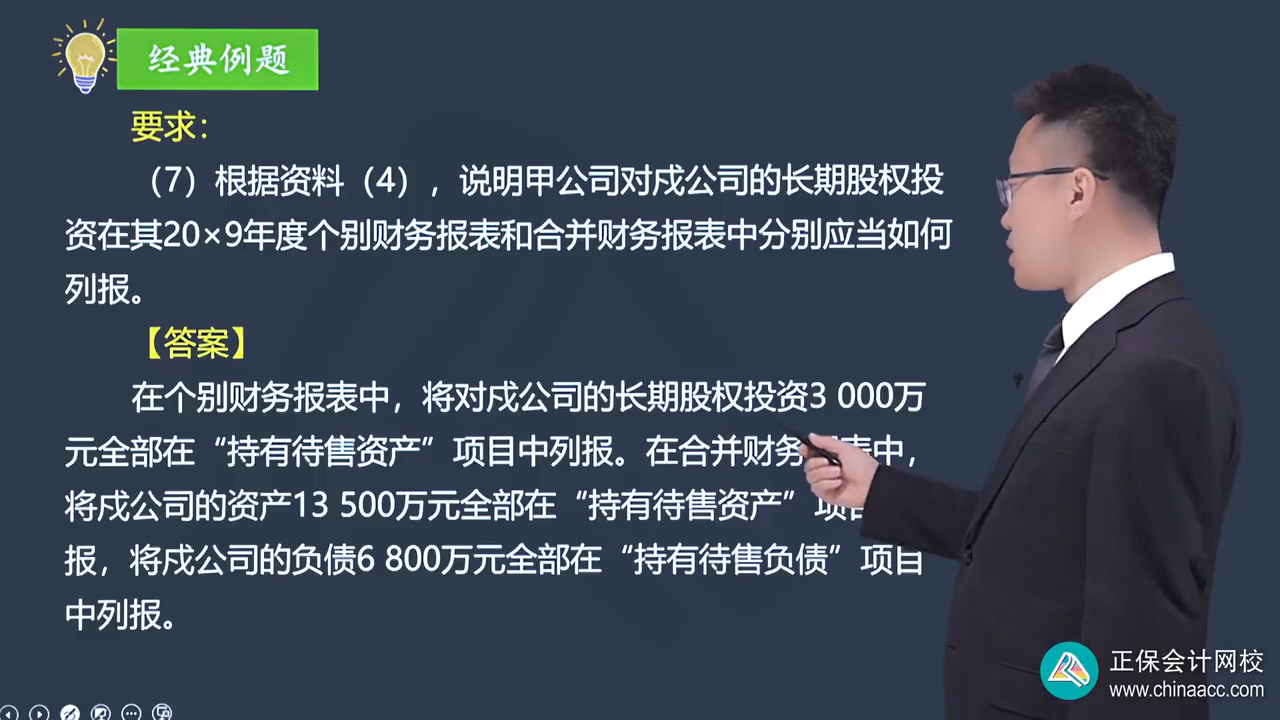 经典例题
要求：
（7）根据资料（4），说明甲公司对戍公司的长期股权投
资在其20×9年度个别财务报表和合并财务报表中分别应当如何
列报。
【答案】
在个别财务报表中，将对戍公司的长期股权投资3 000万
元全部在“持有待售资产”项目中列报。在合并财务表中，
将戍公司的资产13 500万元全部在“持有待售资产”项
报，将戍公司的负债6 800万元全部在“持有待售负债”项目
中列报。
正保会计网校
www.chinaacc.com